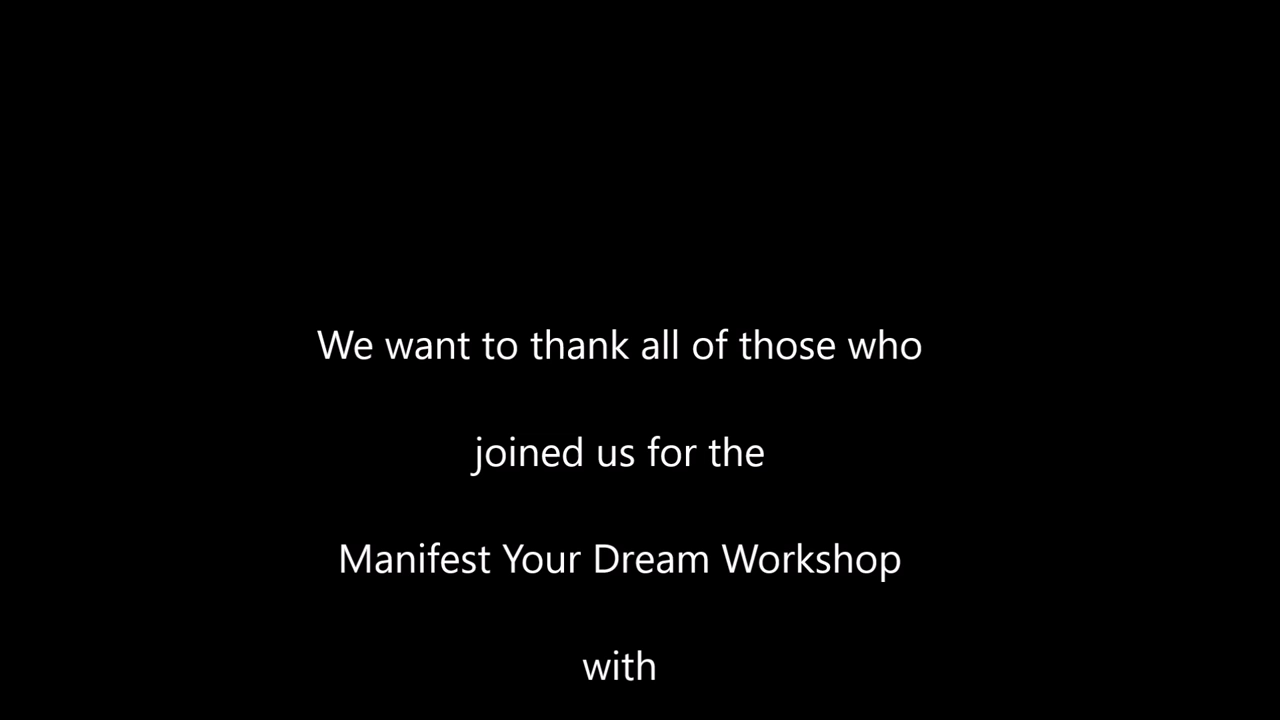 We want to thank all of those who
joined us for the
Manifest Your Dream Workshop
with